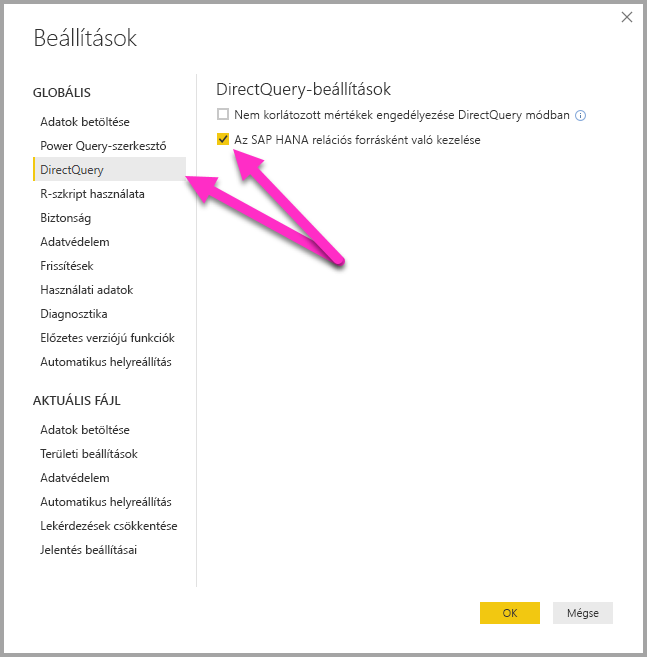 Beállítások
GLOBÁLIS
Adatok betöltése
Power Query-szerkesztő
DirectQuery
R-szkript használata
Biztonság
Adatvédelem
Frissítések
Használati adatok
Diagnosztika
Előzetes verziójú funkciók
Automatikus helyreállítás
AKTUÁLIS FÁJL
Adatok betöltése
Területi beállítások
Adatvédelem
Automatikus helyreállítás
Lekérdezések csökkentése
Jelentés beállításai
DirectQuery-beállítások
Nem korlátozott mértékek engedélyezése DirectQuery módban
Az SAP HANA relációs forrásként való kezelése
OK
Mégse